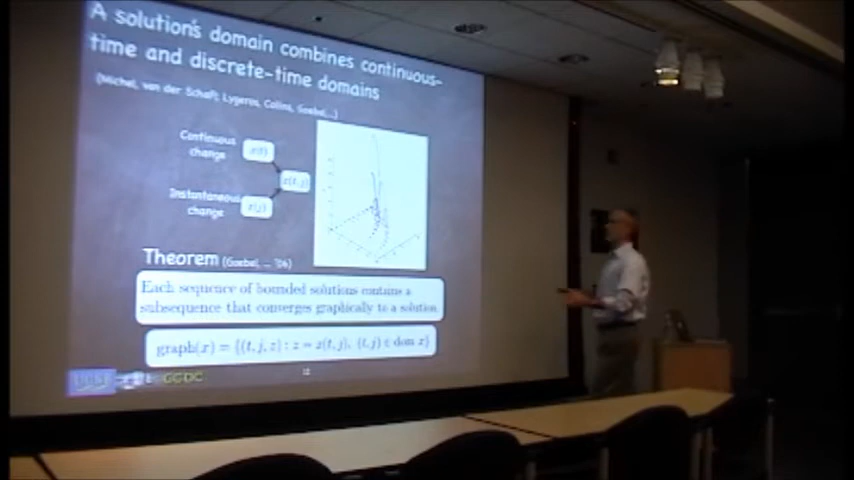 A solution's domain combines continuous-
time and discrete-time domains
(Michel, van der Schaft, Lygeros, Collins, Goebel,...)
Continuous
change
x(t)
x(t, j)
Instantaneous
change
x(j)
Theorem (Goebel, ... '06)
Each sequence of bounded solutions contains a
subsequence that converges graphically to a solution
graph(x) = {(t, j, z) : z = x(t, j), (t, j) ∈ dom x}
CCDC